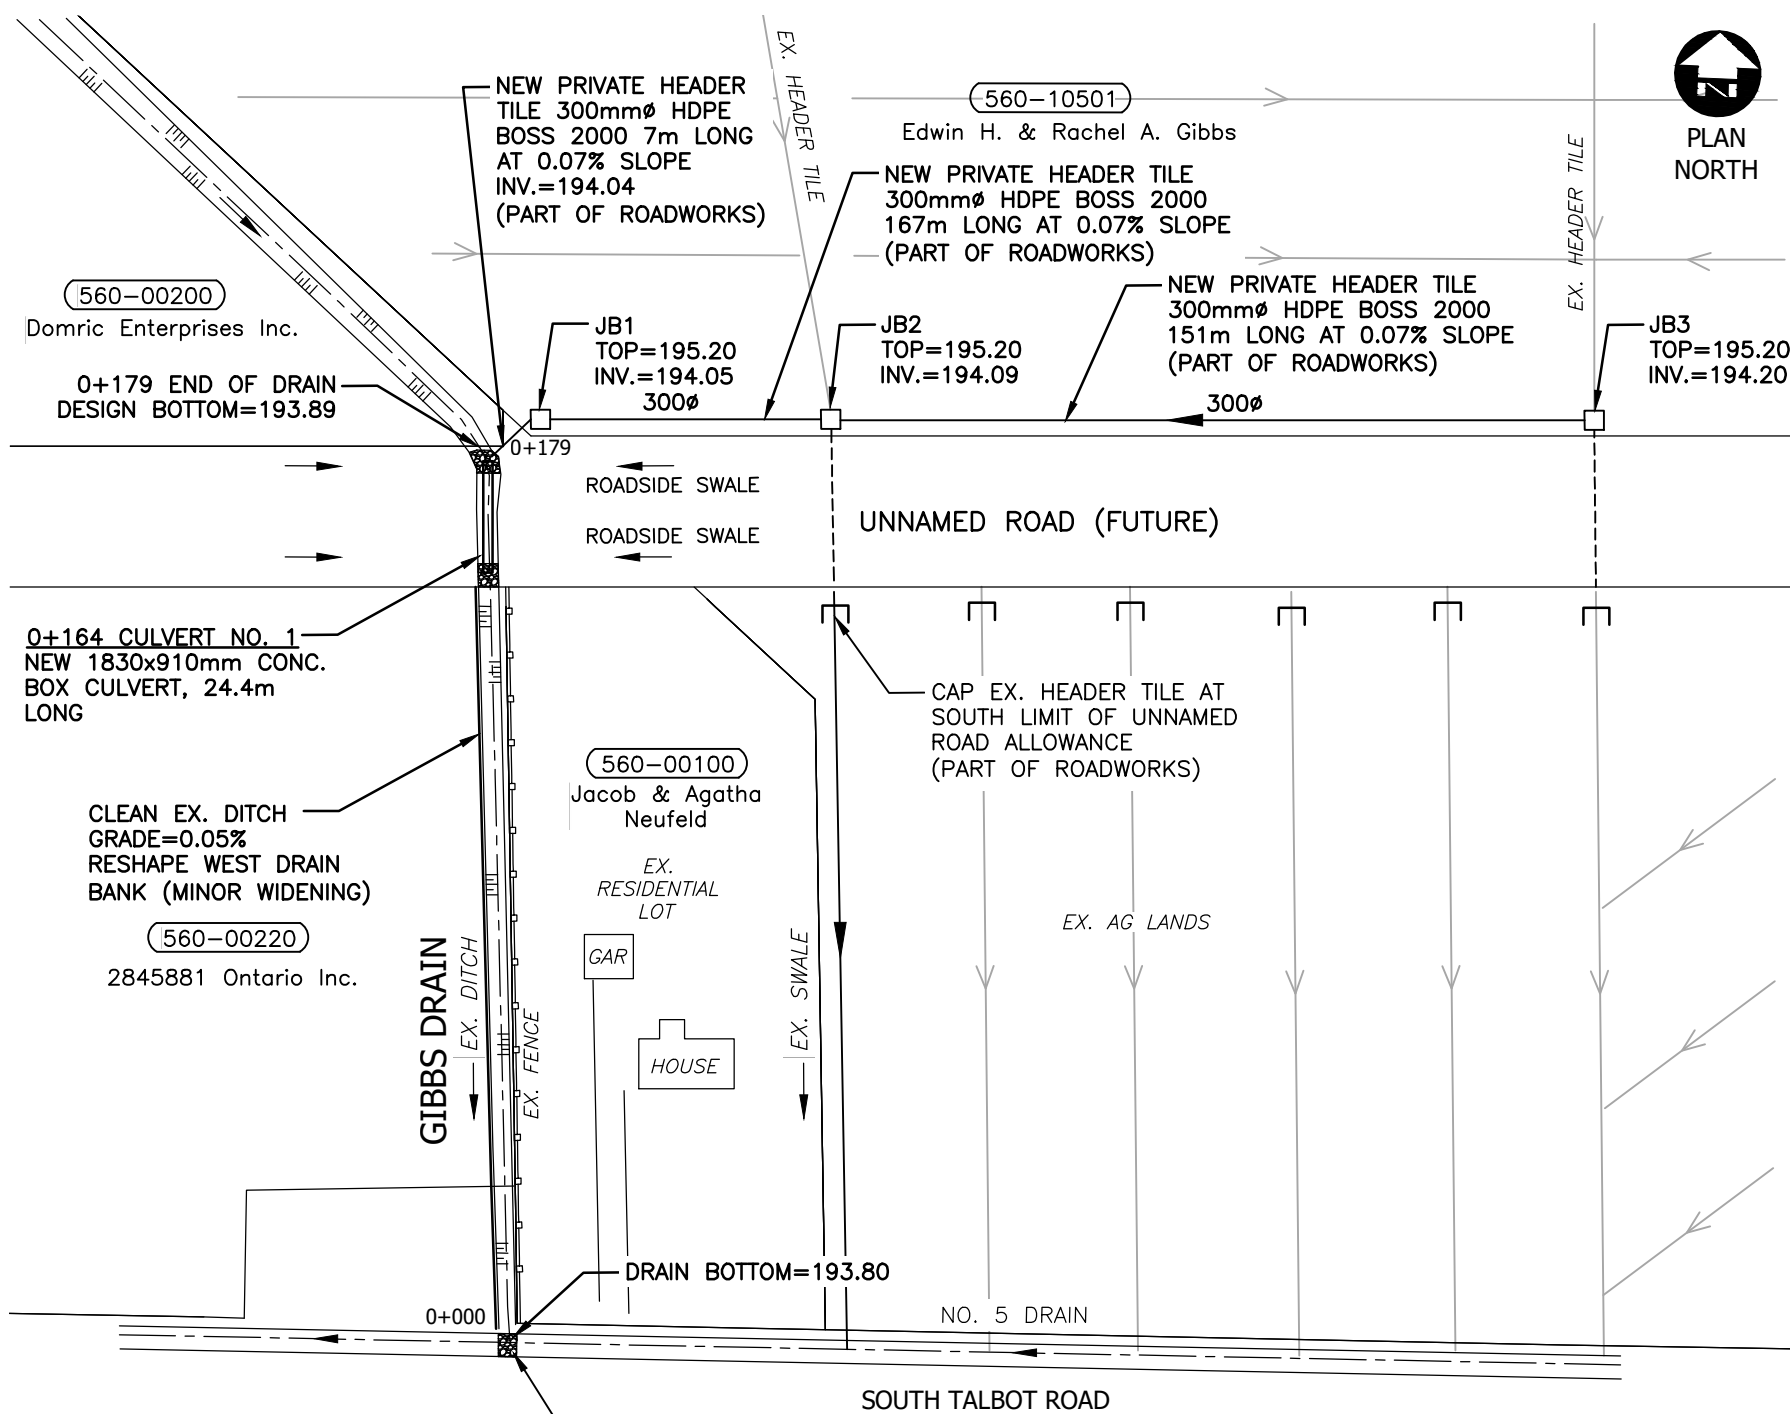 EX. HEADER TILE
NEW PRIVATE HEADER
TILE 300mmø HDPE
BOSS 2000 7m LONG
AT 0.07% SLOPE
INV.=194.04
(PART OF ROADWORKS)
560-10501
Edwin H. & Rachel A. Gibbs
NEW PRIVATE HEADER TILE
300mmø HDPE BOSS 2000
167m LONG AT 0.07% SLOPE
(PART OF ROADWORKS)
EX. HEADER TILE
PLAN
NORTH
560-00200
Domric Enterprises Inc.
NEW PRIVATE HEADER TILE
300mmø HDPE BOSS 2000
151m LONG AT 0.07% SLOPE
(PART OF ROADWORKS)
JB1
TOP=195.20
INV.=194.05
300ø
JB2
TOP=195.20
INV.=194.09
300ø
JB3
TOP=195.20
INV.=194.20
0+179 END OF DRAIN
DESIGN BOTTOM=193.89
0+179
ROADSIDE SWALE
ROADSIDE SWALE
UNNAMED ROAD (FUTURE)
0+164 CULVERT NO. 1
NEW 1830x910mm CONC.
BOX CULVERT, 24.4m
LONG
CAP EX. HEADER TILE AT
SOUTH LIMIT OF UNNAMED
ROAD ALLOWANCE
(PART OF ROADWORKS)
560-00100
Jacob & Agatha
Neufeld
CLEAN EX. DITCH
GRADE=0.05%
RESHAPE WEST DRAIN
BANK (MINOR WIDENING)
EX.
RESIDENTIAL
LOT
560-00220
2845881 Ontario Inc.
GIBBS DRAIN
EX. DITCH
EX. FENCE
GAR
HOUSE
EX. SWALE
EX. AG LANDS
DRAIN BOTTOM=193.80
0+000
NO. 5 DRAIN
SOUTH TALBOT ROAD